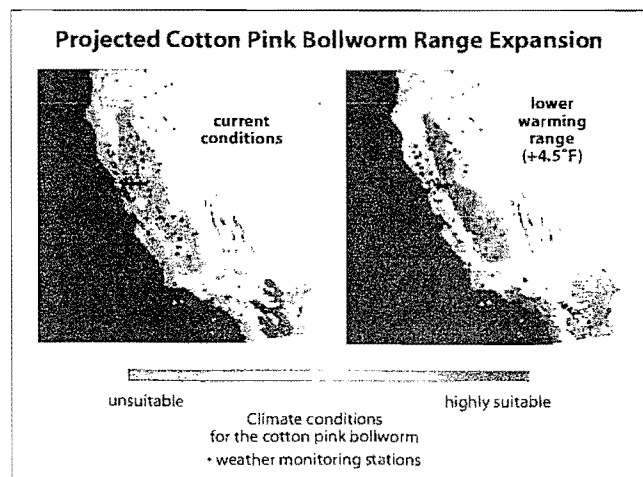 Projected Cotton Pink Bollworm Range Expansion
current
conditions
lower
warming
range
(+4.5°F)
unsuitable
highly suitable
Climate conditions
for the cotton pink bollworm
• weather monitoring stations